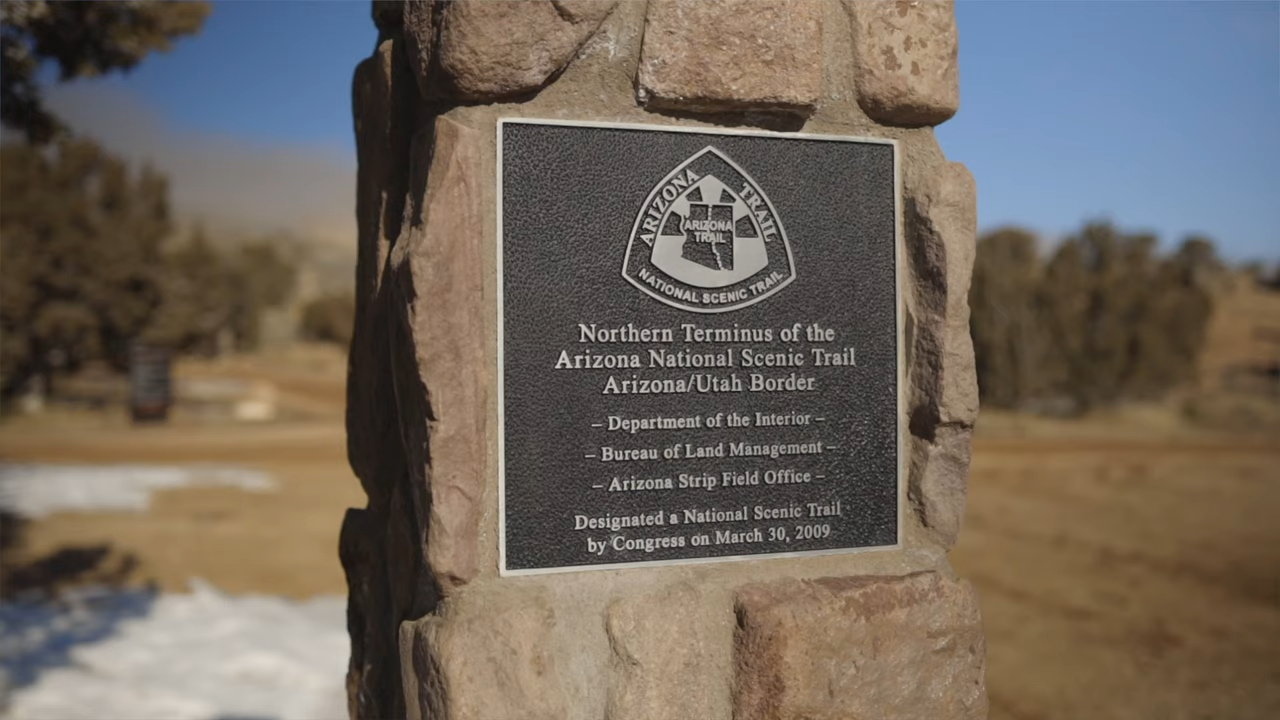 ARIZONA TRAIL
ARIZONA
TRAIL
NATIONAL SCENIC TRAIL
Northern Terminus of the
Arizona National Scenic Trail
Arizona/Utah Border
– Department of the Interior –
– Bureau of Land Management –
– Arizona Strip Field Office –
Designated a National Scenic Trail
by Congress on March 30, 2009